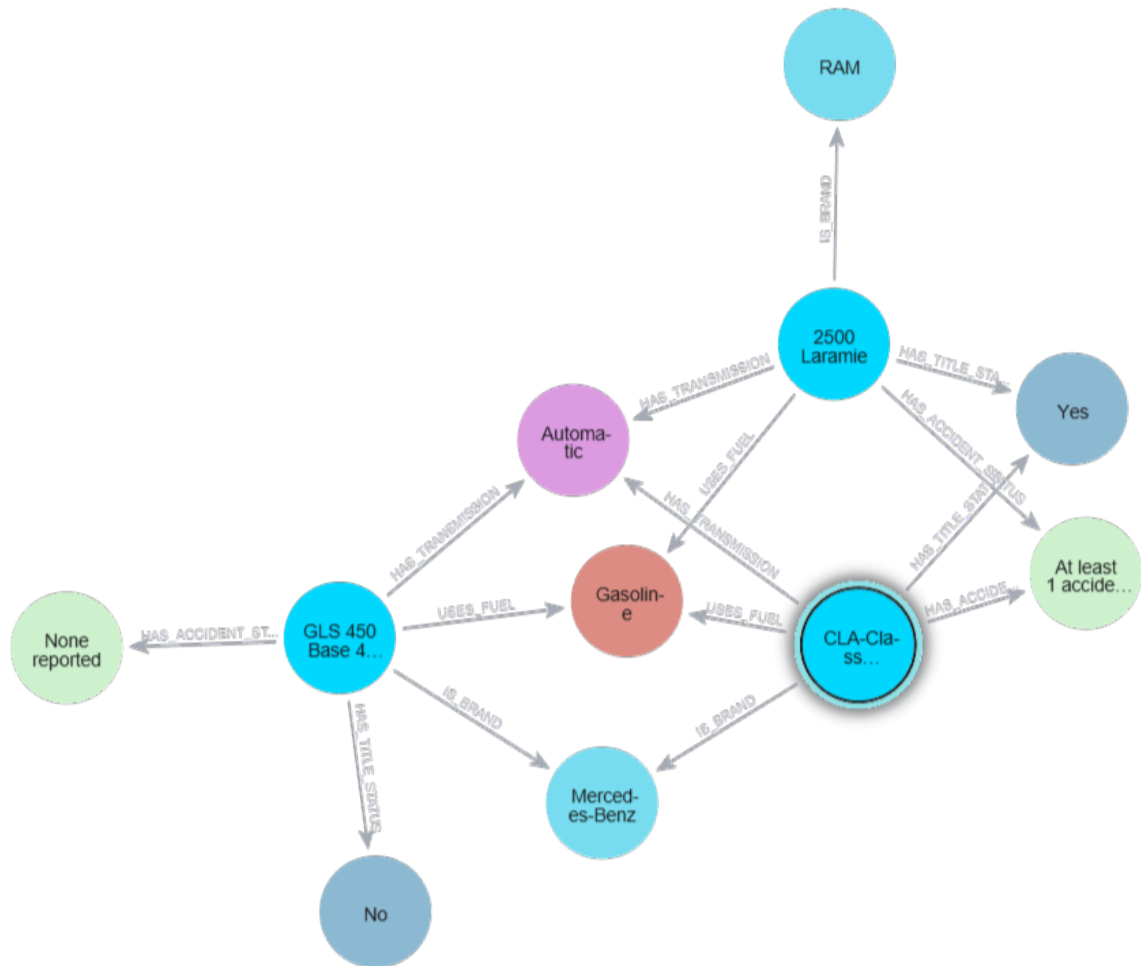 RAM
IS_BRAND
2500
Laramie
HAS_TITLE_STA...
HAS_TRANSMISSION
Yes
HAS_ACCIDENT_STATUS
Automa-
tic
USES_FUEL
HAS_TRANSMISSION
HAS_TITLE_STAT
HAS_TRANSMISSION
At least
1 accide...
Gasolin-
e
HAS_ACCIDE...
USES_FUEL
USES_FUEL
None
reported
HAS_ACCIDENT_ST...
GLS 450
Base 4...
CLA-Cla-
ss...
IS_BRAND
IS_BRAND
HAS_TITLE_STATUS
Merced-
es-Benz
No